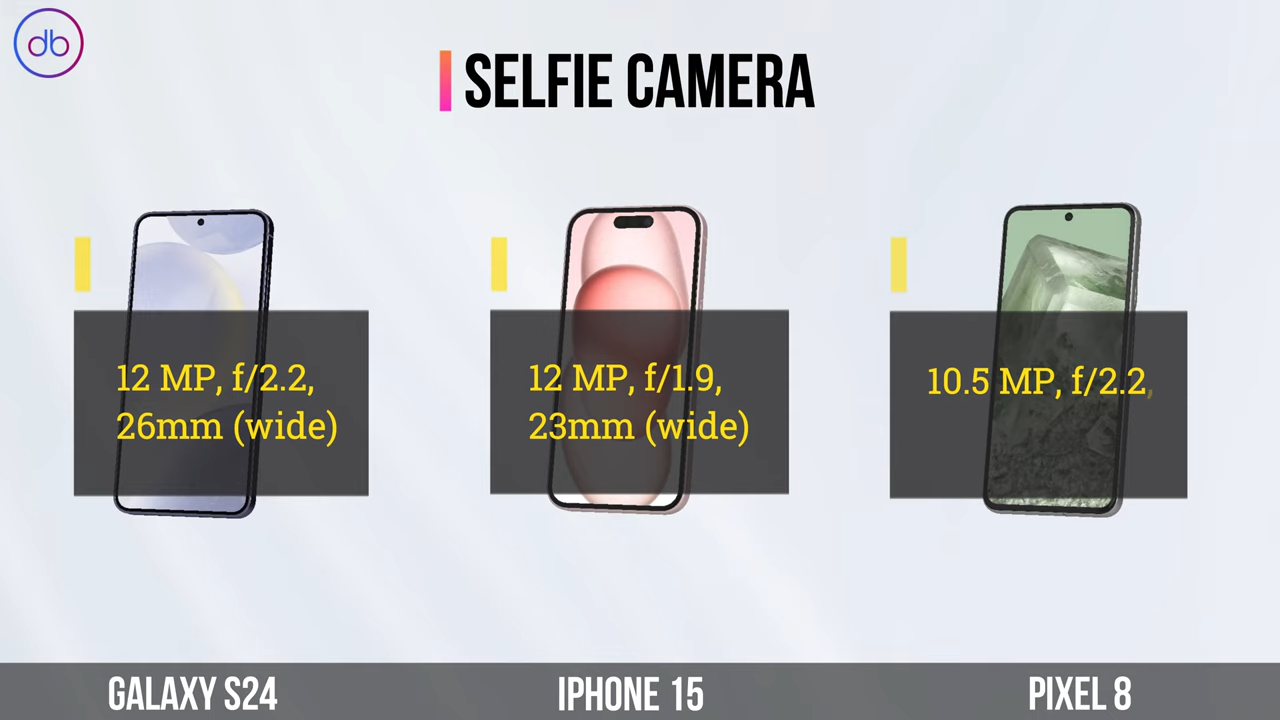 db
SELFIE CAMERA
12 MP, f/2.2,
26mm (wide)
12 MP, f/1.9,
23mm (wide)
10.5 MP, f/2.2,
GALAXY S24
IPHONE 15
PIXEL 8